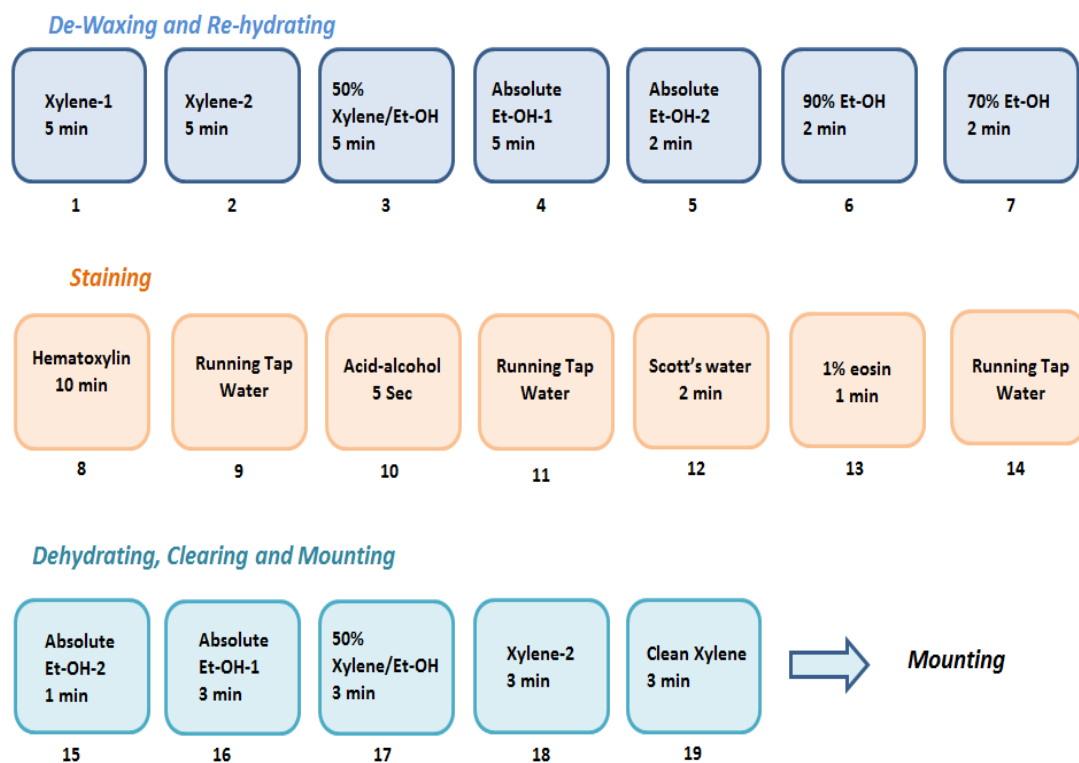 De-Waxing and Re-hydrating
Xylene-1
5 min
Xylene-2
5 min
50%
Xylene/Et-OH
5 min
Absolute
Et-OH-1
5 min
Absolute
Et-OH-2
2 min
90% Et-OH
2 min
70% Et-OH
2 min
1
2
3
4
5
6
7
Staining
Hematoxylin
10 min
Running Tap
Water
Acid-alcohol
5 Sec
Running Tap
Water
Scott's water
2 min
1% eosin
1 min
Running Tap
Water
8
9
10
11
12
13
14
Dehydrating, Clearing and Mounting
Absolute
Et-OH-2
1 min
Absolute
Et-OH-1
3 min
50%
Xylene/Et-OH
3 min
Xylene-2
3 min
Clean Xylene
3 min
Mounting
15
16
17
18
19